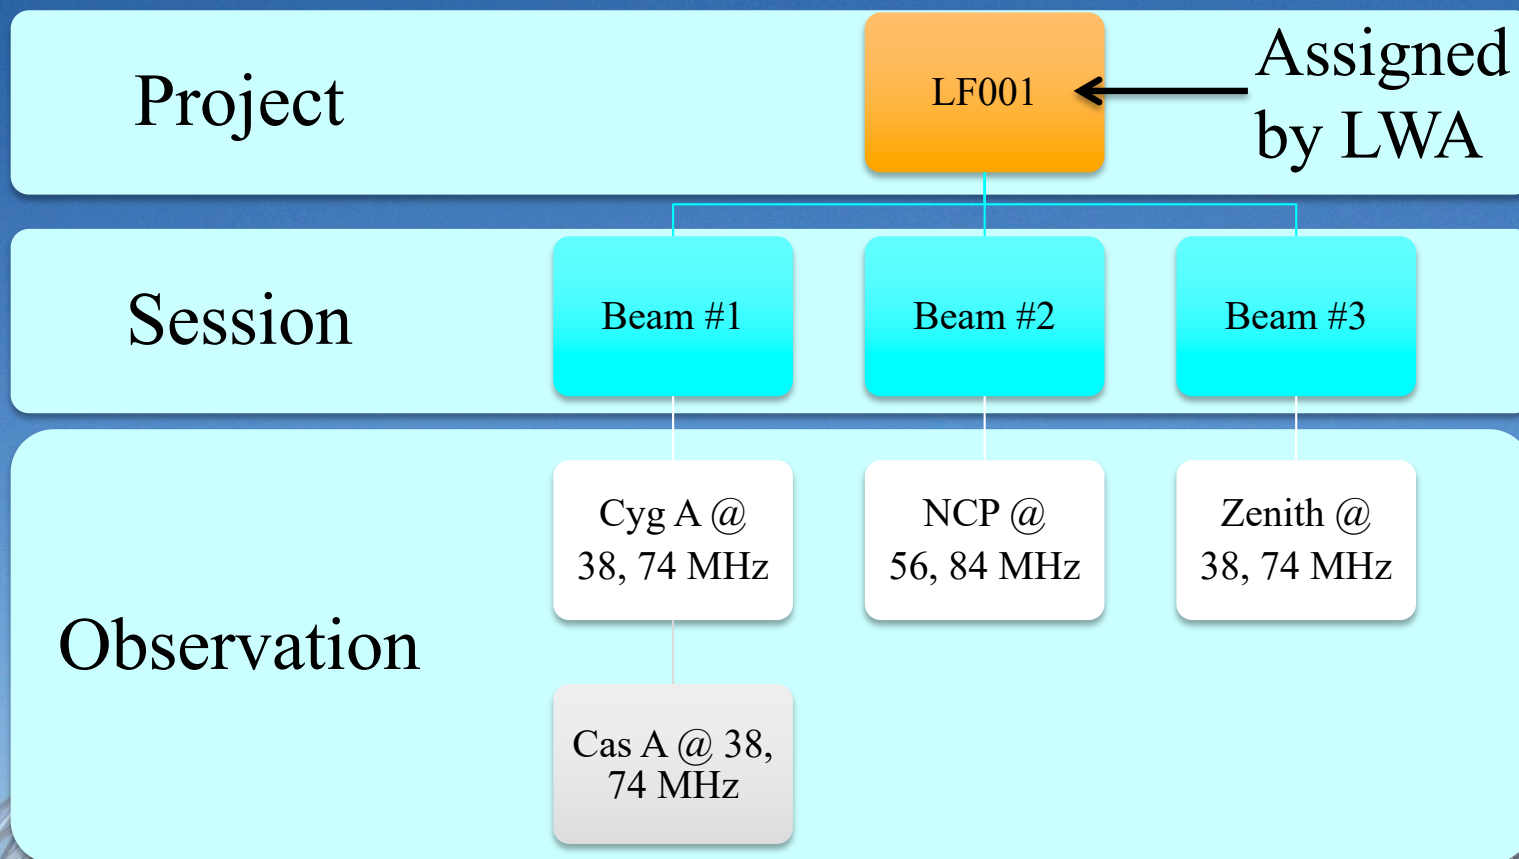 Project
LF001
Assigned
by LWA
Session
Beam #1
Beam #2
Beam #3
Observation
Cyg A @
38, 74 MHz
NCP @
56, 84 MHz
Zenith @
38, 74 MHz
Cas A @ 38,
74 MHz